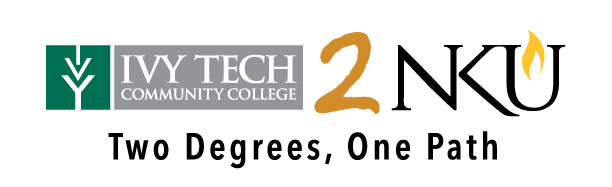 IVY TECH
COMMUNITY COLLEGE
2 NKU
Two Degrees, One Path